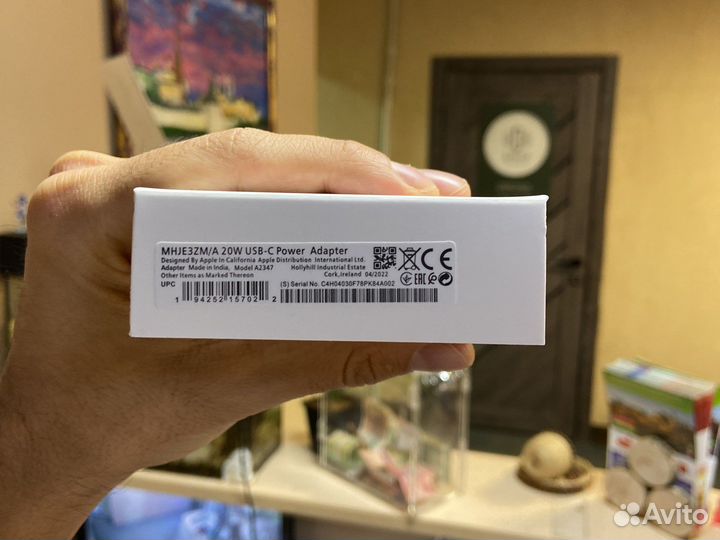 MHJE3ZM/A 20W USB-C Power Adapter
Designed By Apple In California Apple Distribution International Ltd.
Adapter Made in India, Model A2347 Hollyhill Industrial Estate
Other Items as Marked Thereon Cork,Ireland 04/2022
UPC (S) Serial No. C4H04030F78PK84A002
1 94252 15702 2
CE
EAC
Avito